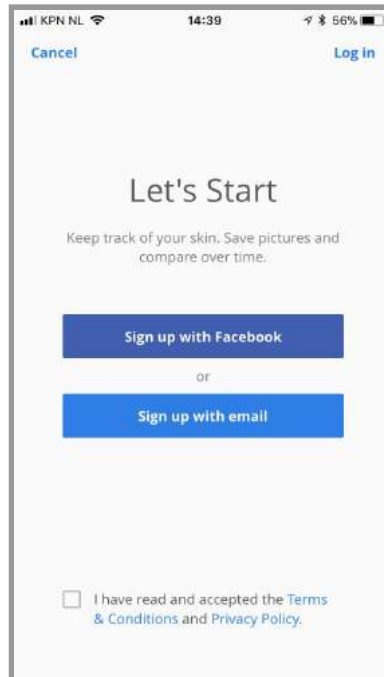 KPN NL 14:39 56%
Cancel Log in
Let's Start
Keep track of your skin. Save pictures and
compare over time.
Sign up with Facebook
or
Sign up with email
I have read and accepted the Terms
& Conditions and Privacy Policy.